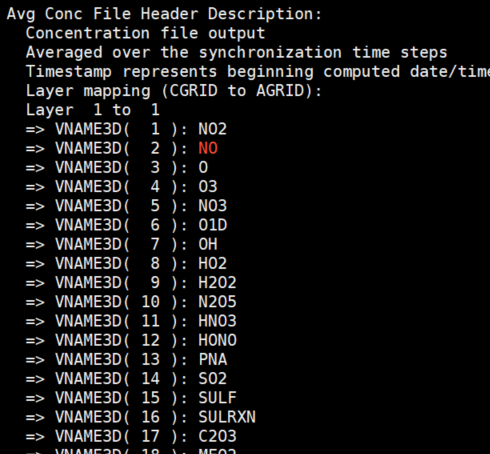 Avg Conc File Header Description:
Concentration file output
Averaged over the synchronization time steps
Timestamp represents beginning computed date/time
Layer mapping (CGRID to AGRID):
Layer  1 to  1
=> VNAME3D(  1 ): NO2
=> VNAME3D(  2 ): NO
=> VNAME3D(  3 ): O
=> VNAME3D(  4 ): O3
=> VNAME3D(  5 ): NO3
=> VNAME3D(  6 ): O1D
=> VNAME3D(  7 ): OH
=> VNAME3D(  8 ): HO2
=> VNAME3D(  9 ): H2O2
=> VNAME3D( 10 ): N2O5
=> VNAME3D( 11 ): HNO3
=> VNAME3D( 12 ): HONO
=> VNAME3D( 13 ): PNA
=> VNAME3D( 14 ): SO2
=> VNAME3D( 15 ): SULF
=> VNAME3D( 16 ): SULRXN
=> VNAME3D( 17 ): C2O3
=> VNAME3D( 18 ): MEO2